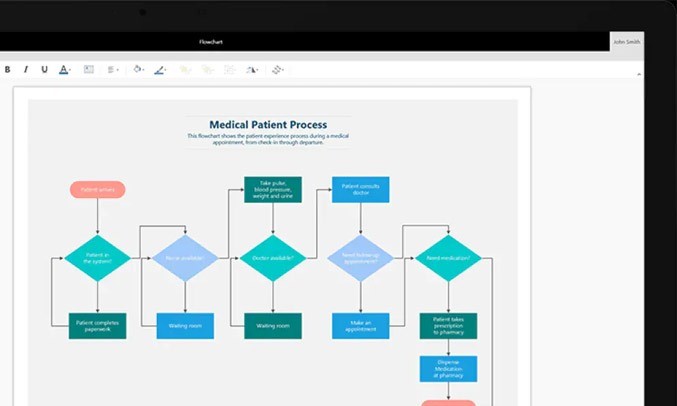 Flowchart
John Smith
B I U A
Medical Patient Process
This flowchart shows the patient experience process during a medical
appointment, from check-in through departure.
Patient arrives
Take pulse,
blood pressure,
weight and urine
Patient consults
doctor
Patient in
the system?
Nurse available?
Doctor available?
Need follow-up
appointment?
Need medication?
Patient completes
paperwork
Waiting room
Waiting room
Make an
appointment
Patient takes
prescription
to pharmacy
Dispense
Medication
at pharmacy